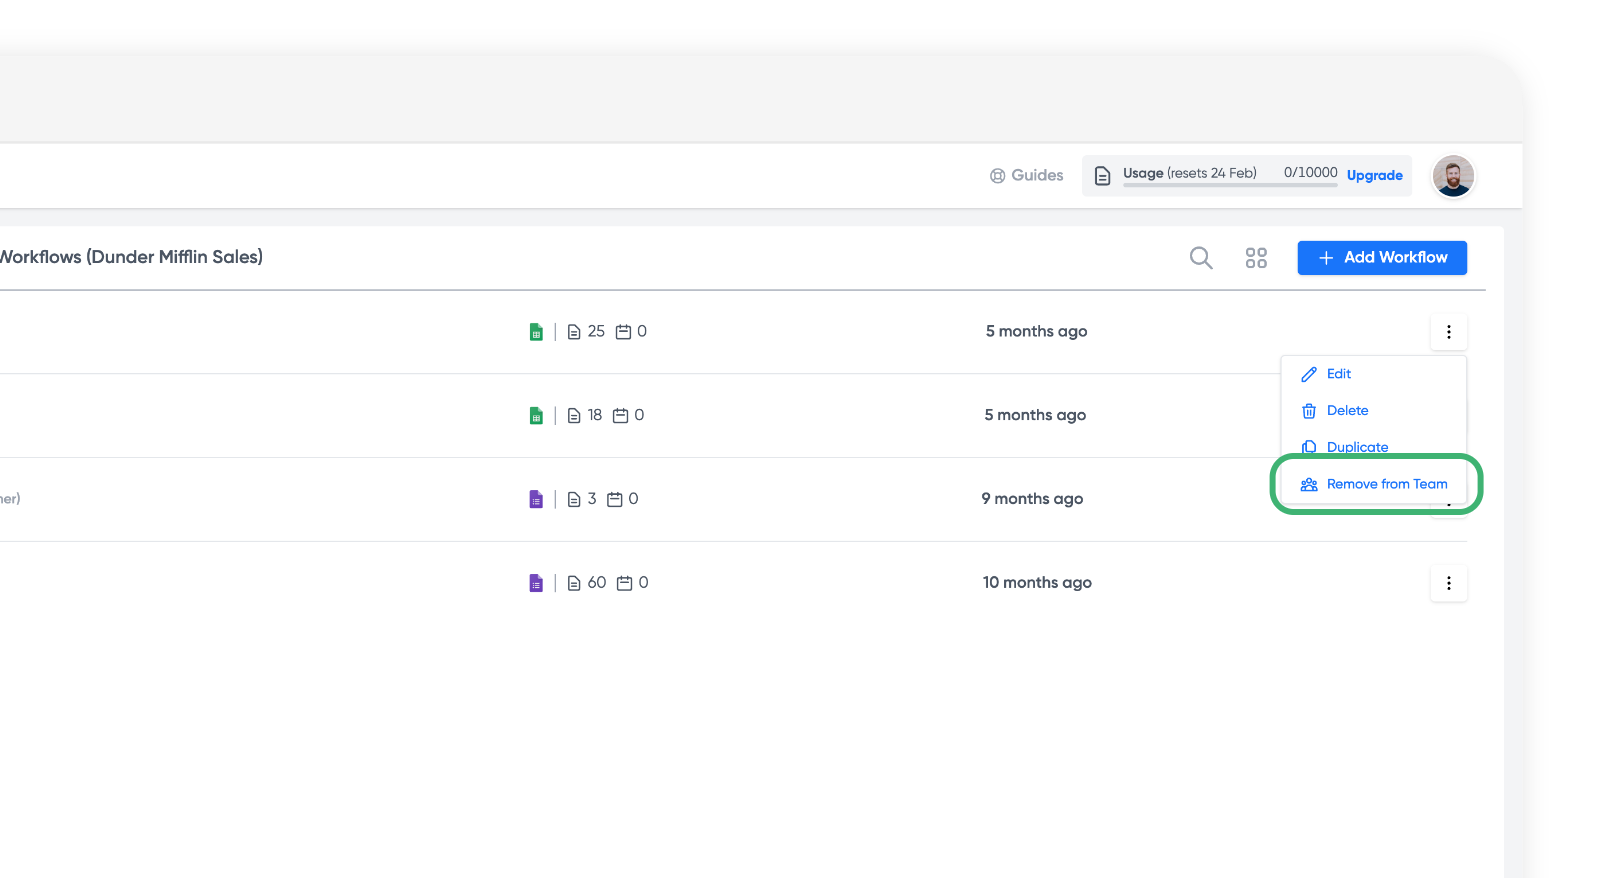 Guides
Usage (resets 24 Feb) 0/10000 Upgrade
Workflows (Dunder Mifflin Sales)
Add Workflow
25 0 5 months ago
Edit
Delete
18 0 5 months ago
Duplicate
Remove from Team
3 0 9 months ago
60 0 10 months ago